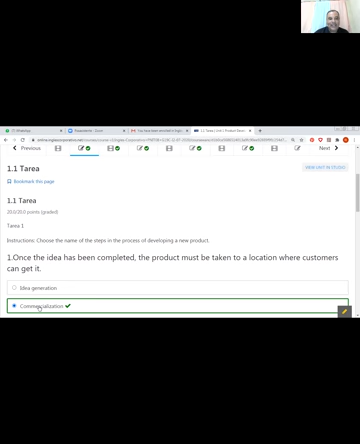 Previous
Next
1.1 Tarea
VIEW UNIT IN STUDIO
Bookmark this page
1.1 Tarea
20.0/20.0 points (graded)
Tarea 1
Instructions: Choose the name of the steps in the process of developing a new product.
1.Once the idea has been completed, the product must be taken to a location where customers
can get it.
Idea generation
Commercialization